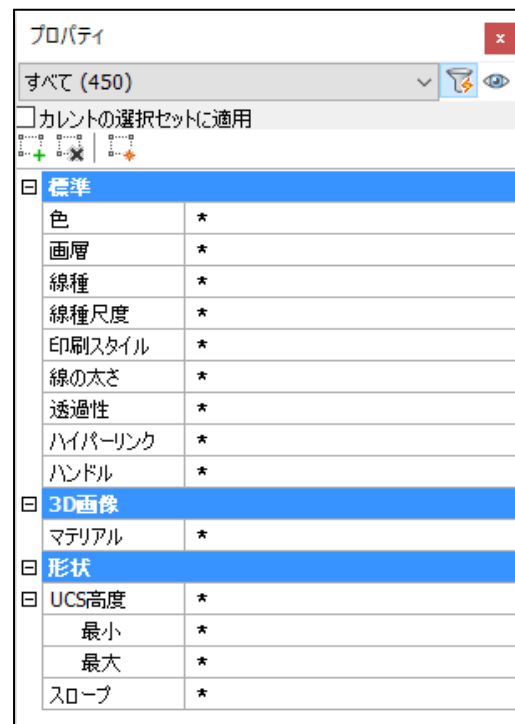 プロパティ
すべて (450)
カレントの選択セットに適用
標準
色 *
画層 *
線種 *
線種尺度 *
印刷スタイル *
線の太さ *
透過性 *
ハイパーリンク *
ハンドル *
3D画像
マテリアル *
形状
UCS高度 *
最小 *
最大 *
スロープ *